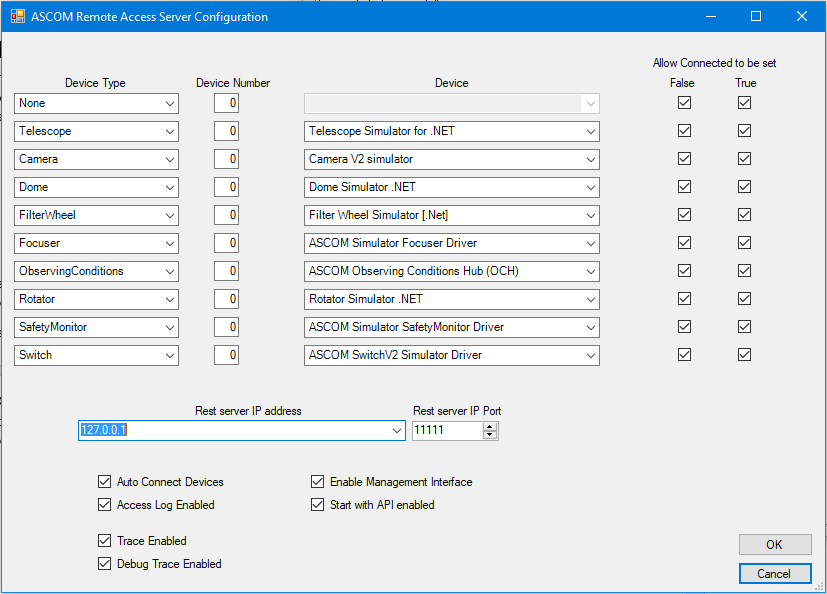 ASCOM Remote Access Server Configuration
Allow Connected to be set
Device Type Device Number Device False True
None 0
Telescope 0 Telescope Simulator for .NET
Camera 0 Camera V2 simulator
Dome 0 Dome Simulator .NET
FilterWheel 0 Filter Wheel Simulator [.Net]
Focuser 0 ASCOM Simulator Focuser Driver
ObservingConditions 0 ASCOM Observing Conditions Hub (OCH)
Rotator 0 Rotator Simulator .NET
SafetyMonitor 0 ASCOM Simulator SafetyMonitor Driver
Switch 0 ASCOM SwitchV2 Simulator Driver
Rest server IP address Rest server IP Port
127.0.0.1 11111
Auto Connect Devices Enable Management Interface
Access Log Enabled Start with API enabled
Trace Enabled
Debug Trace Enabled
OK
Cancel